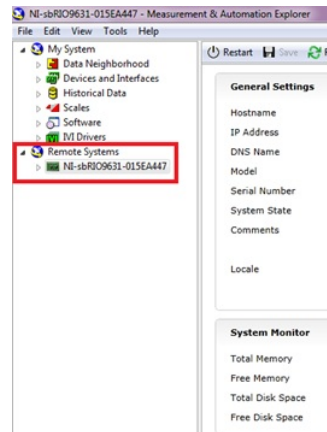 NI-sbRIO9631-015EA447 - Measurement & Automation Explorer
File Edit View Tools Help
My System
Data Neighborhood
Devices and Interfaces
Historical Data
Scales
Software
IVI Drivers
Remote Systems
NI-sbRIO9631-015EA447
Restart Save
General Settings
Hostname
IP Address
DNS Name
Model
Serial Number
System State
Comments
Locale
System Monitor
Total Memory
Free Memory
Total Disk Space
Free Disk Space